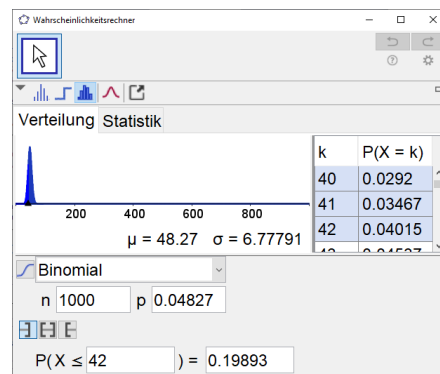 Wahrscheinlichkeitsrechner
Verteilung Statistik
k P(X = k)
40 0.0292
41 0.03467
42 0.04015
200 400 600 800
μ = 48.27 σ = 6.77791
Binomial
n 1000 p 0.04827
P( X ≤ 42 ) = 0.19893